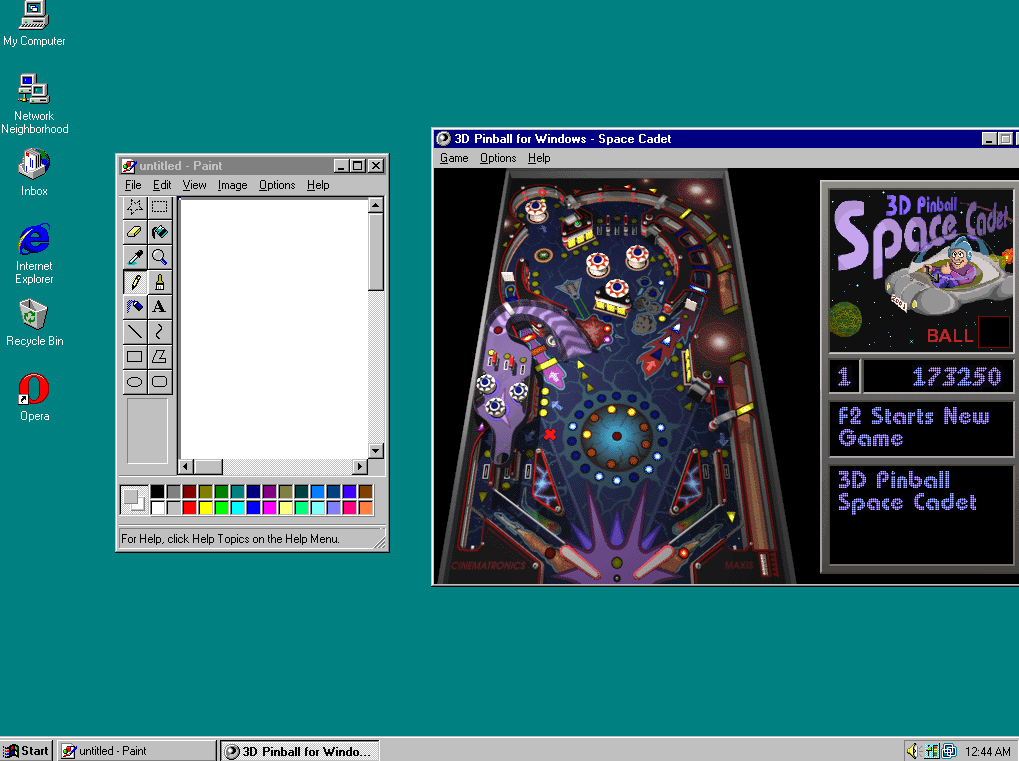 My Computer
Network
Neighborhood
Inbox
Internet
Explorer
Recycle Bin
Opera
untitled - Paint
File Edit View Image Options Help
A
For Help, click Help Topics on the Help Menu.
3D Pinball for Windows - Space Cadet
Game Options Help
CINEMATRONICS
MAXIS
3D Pinball
Space Cadet
BALL
1 173250
F2 Starts New
Game
3D Pinball
Space Cadet
Start
untitled - Paint
3D Pinball for Windo...
12:44 AM